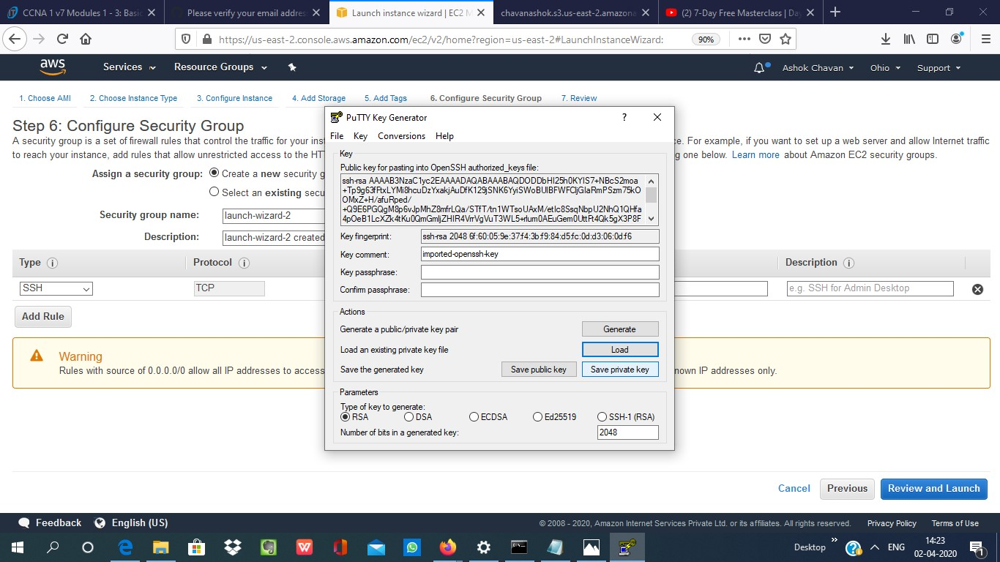 CCNA 1 v7 Modules 1 - 3: Basic
Please verify your email addres
Launch instance wizard | EC2 M
chavanashok.s3.us-east-2.amazona
(2) 7-Day Free Masterclass | Day
https://us-east-2.console.aws.amazon.com/ec2/v2/home?region=us-east-2#LaunchInstanceWizard:
90%
aws
Services
Resource Groups
Ashok Chavan
Ohio
Support
1. Choose AMI
2. Choose Instance Type
3. Configure Instance
4. Add Storage
5. Add Tags
6. Configure Security Group
7. Review
Step 6: Configure Security Group
A security group is a set of firewall rules that control the traffic for your inst
ce. For example, if you want to set up a web server and allow Internet traffic
to reach your instance, add rules that allow unrestricted access to the HT
g one below. Learn more about Amazon EC2 security groups.
Assign a security group:
Create a new security g
Select an existing secu
Security group name:
launch-wizard-2
Description:
launch-wizard-2 created
Type
Protocol
Description
SSH
TCP
e.g. SSH for Admin Desktop
Add Rule
Warning
Rules with source of 0.0.0.0/0 allow all IP addresses to access
nown IP addresses only.
PuTTY Key Generator
?
File
Key
Conversions
Help
Key
Public key for pasting into OpenSSH authorized_keys file:
ssh-rsa
Key fingerprint:
ssh-rsa 2048 6f:60:05:9e:37:f4:3b:f9:84:d5:fc:0d:d3:06:0d:f6
Key comment:
imported-openssh-key
Key passphrase:
Confirm passphrase:
Actions
Generate a public/private key pair
Generate
Load an existing private key file
Load
Save the generated key
Save public key
Save private key
Parameters
Type of key to generate:
RSA
DSA
ECDSA
Ed25519
SSH-1 (RSA)
Number of bits in a generated key:
2048
Cancel
Previous
Review and Launch
Feedback
English (US)
© 2008 - 2020, Amazon Internet Services Private Ltd. or its affiliates. All rights reserved.
Privacy Policy
Terms of Use
Desktop
ENG
14:23
02-04-2020
1